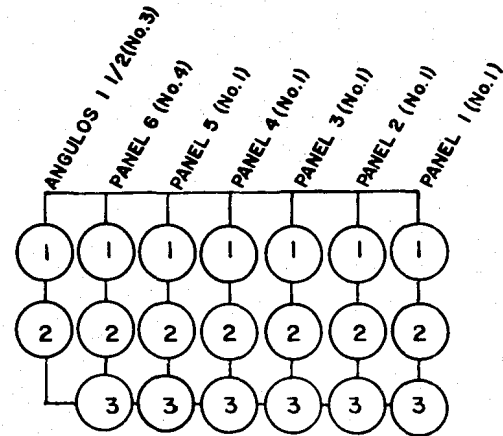 ANGULOS 1 1/2(No.3)
PANEL 6 (No.4)
PANEL 5 (No.1)
PANEL 4 (No.1)
PANEL 3 (No.1)
PANEL 2 (No.1)
PANEL 1 (No.1)
1 1 1 1 1 1 1
2 2 2 2 2 2 2
3 3 3 3 3 3